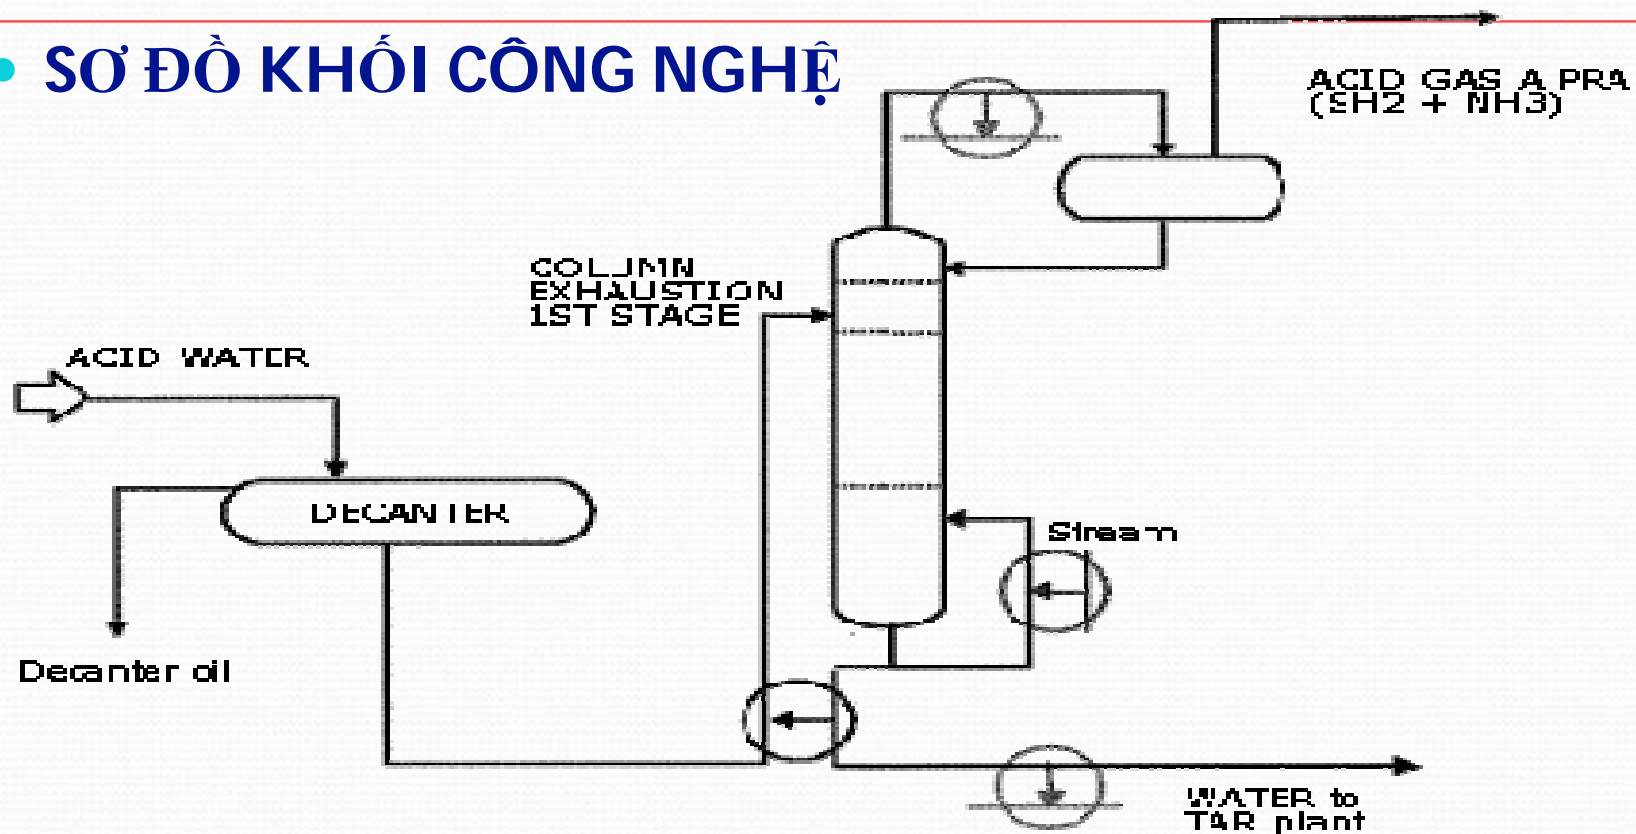 • SƠ ĐỒ KHỐI CÔNG NGHỆ
ACID GAS A PRA
(SH2 + NH3)
COLUMN
EXHAUSTION
1ST STAGE
ACID WATER
DECANTER
Stream
Decanter oil
WATER to
TAR plant